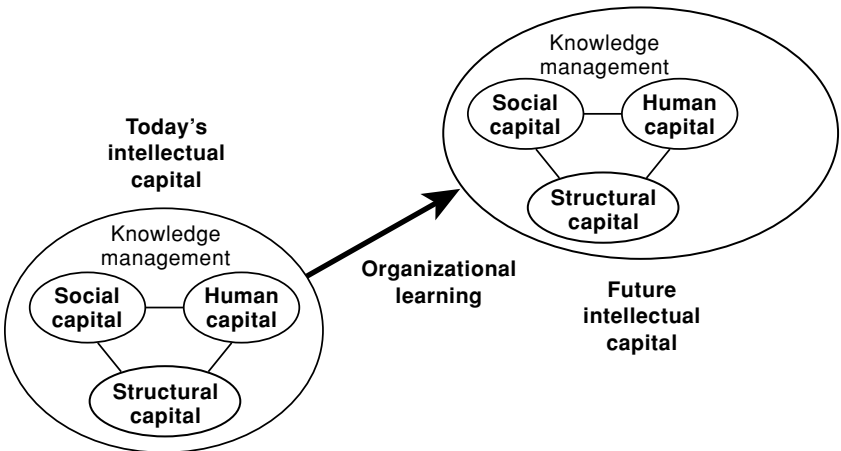 Knowledge
management
Social
capital
Human
capital
Structural
capital
Today's
intellectual
capital
Knowledge
management
Social
capital
Human
capital
Structural
capital
Organizational
learning
Future
intellectual
capital